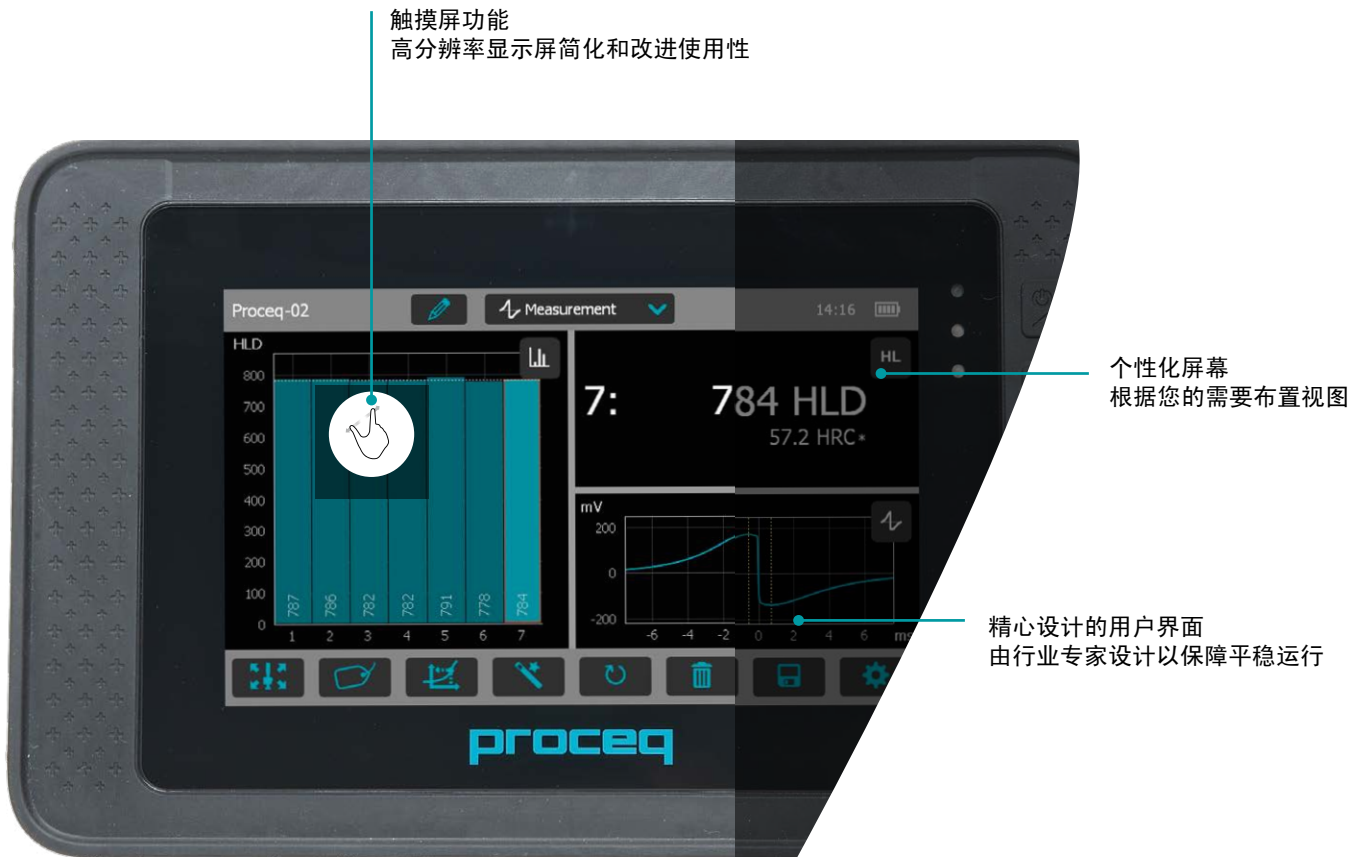 触摸屏功能
高分辨率显示屏简化和改进使用性
Proceq-02
Measurement
14:16
HLD
800
700
600
500
400
300
200
100
0
787
786
782
782
791
778
784
1 2 3 4 5 6 7
HL
7: 784 HLD
57.2 HRC*
mV
200
0
-200
-6 -4 -2 0 2 4 6 ms
个性化屏幕
根据您的需要布置视图
精心设计的用户界面
由行业专家设计以保障平稳运行
proceq